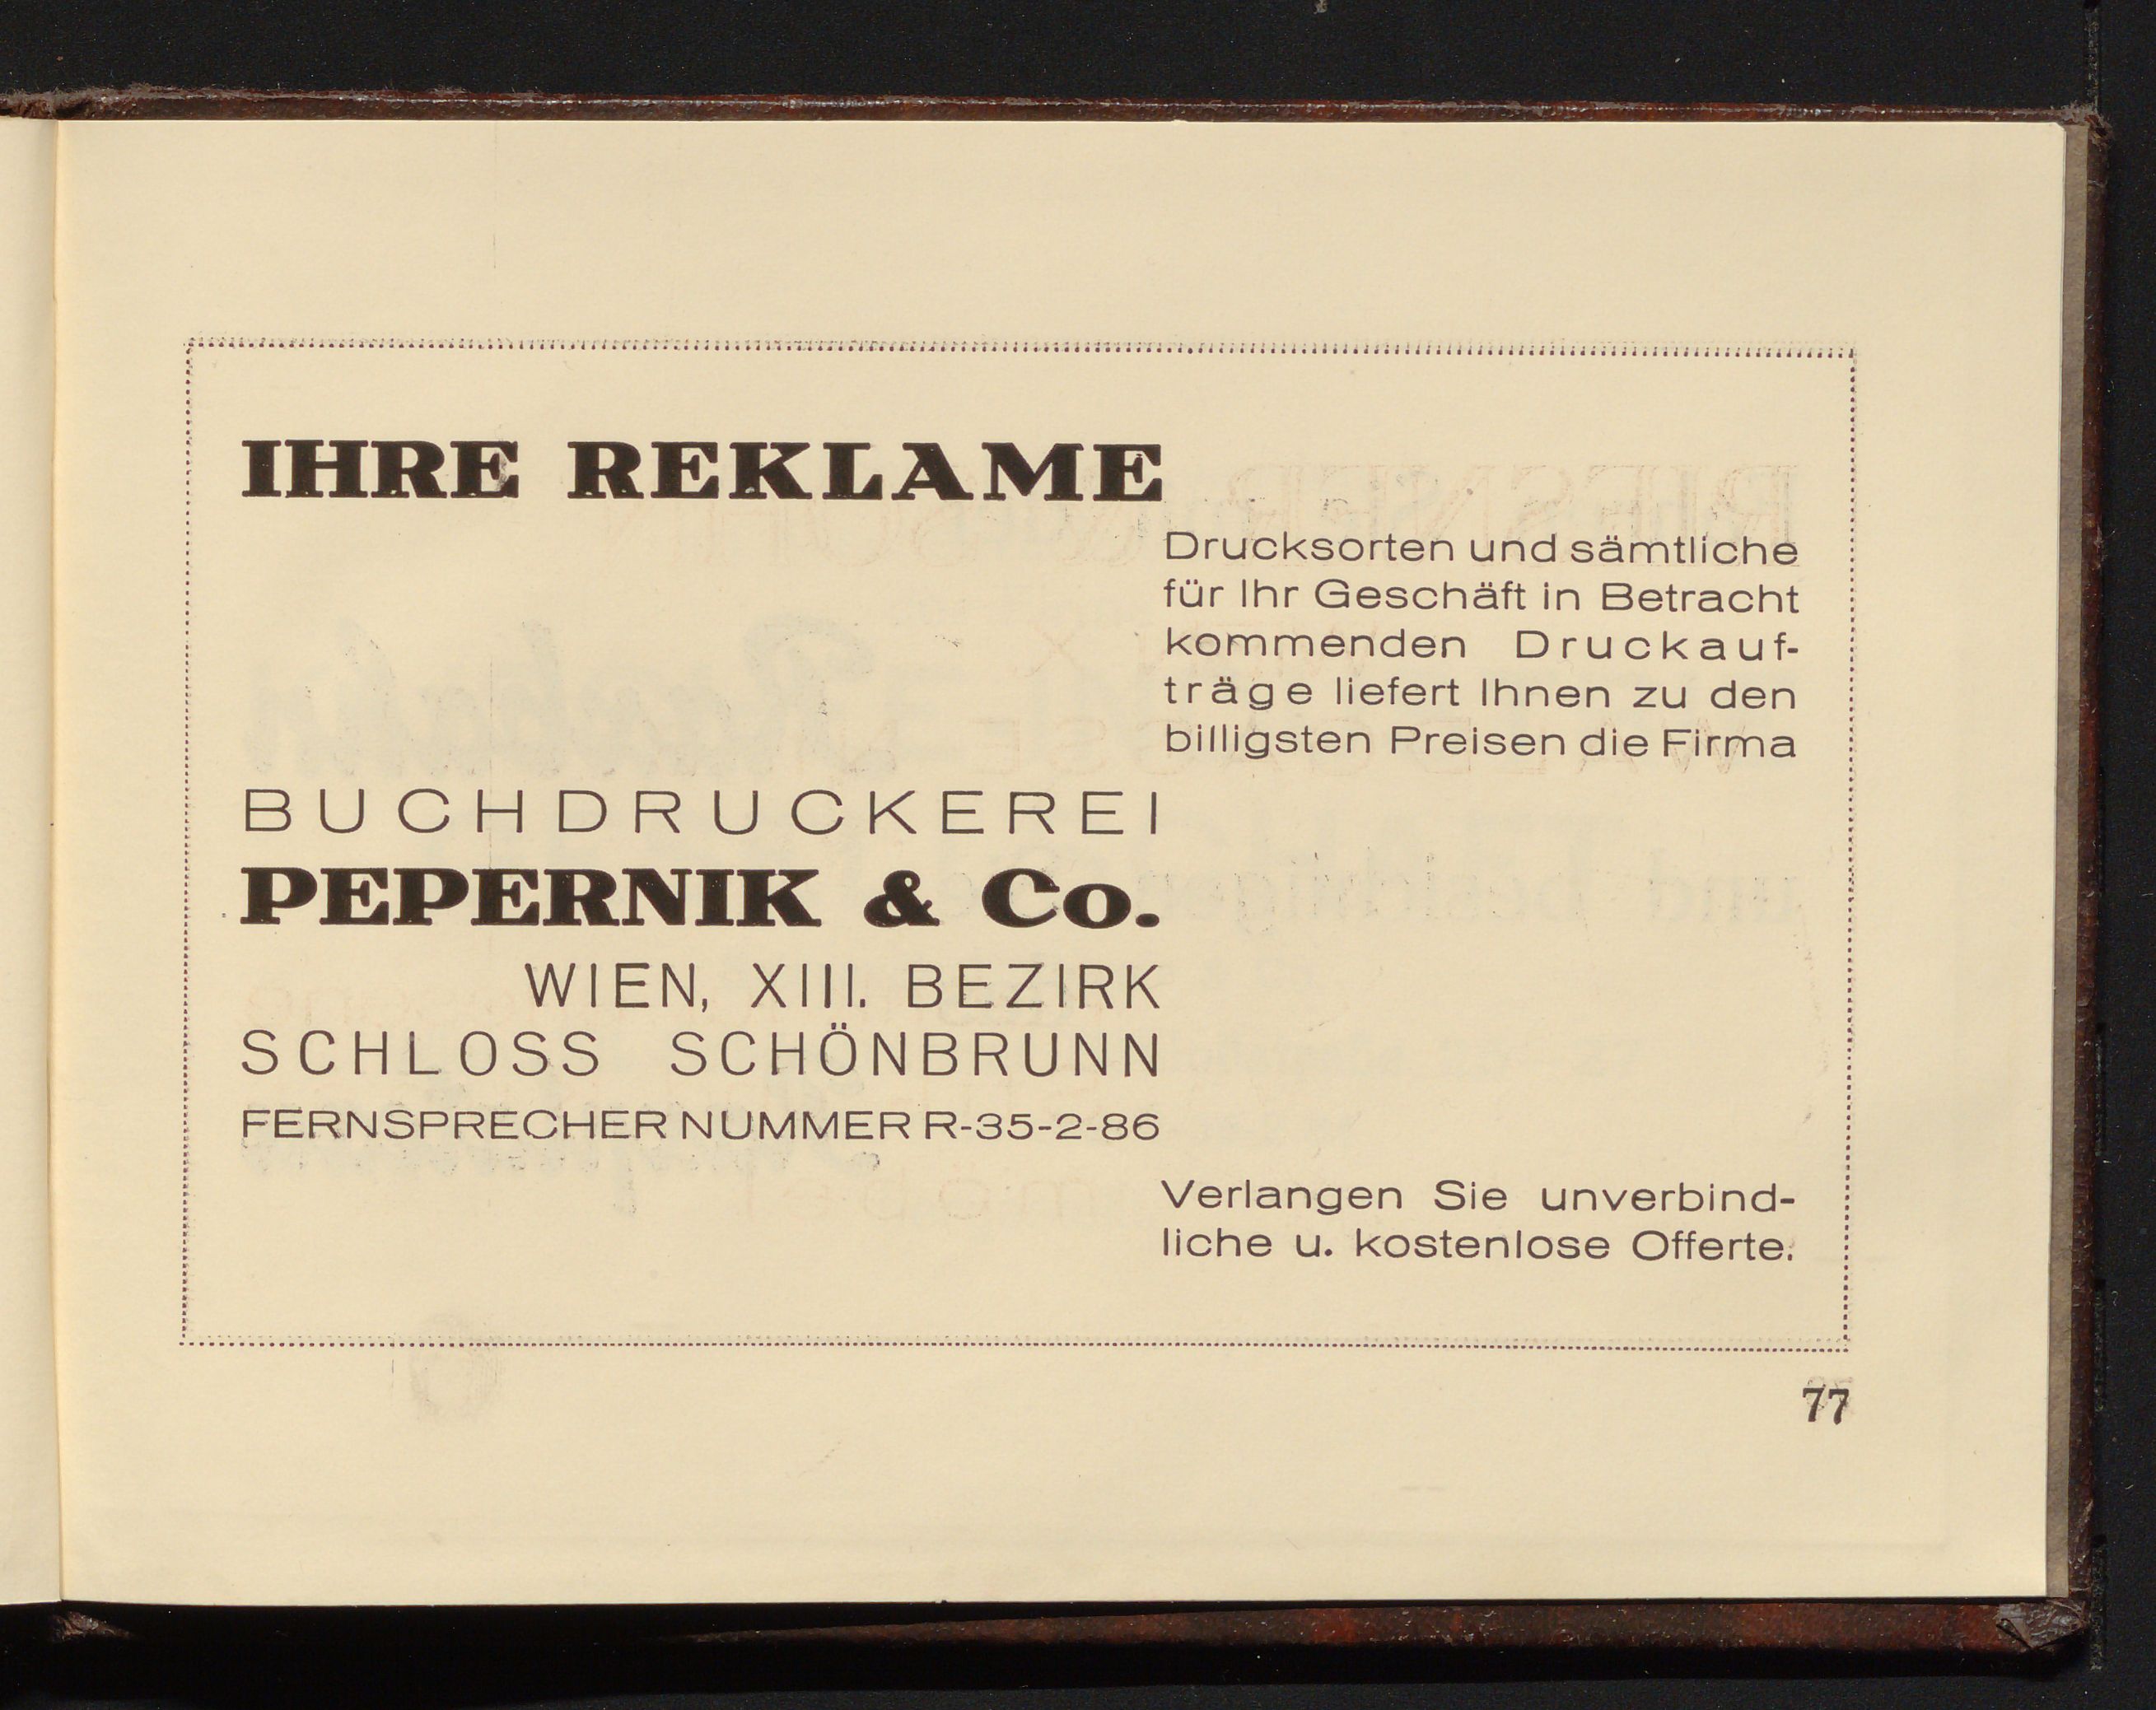 IHRE REKLAME
Drucksorten und sämtliche
für Ihr Geschäft in Betracht
kommenden Druckauf-
träge liefert Ihnen zu den
billigsten Preisen die Firma
BUCHDRUCKEREI
PEPERNIK & Co.
WIEN, XIII. BEZIRK
SCHLOSS SCHÖNBRUNN
FERNSPRECHER NUMMER R-35-2-86
Verlangen Sie unverbind-
liche u. kostenlose Offerte.
77